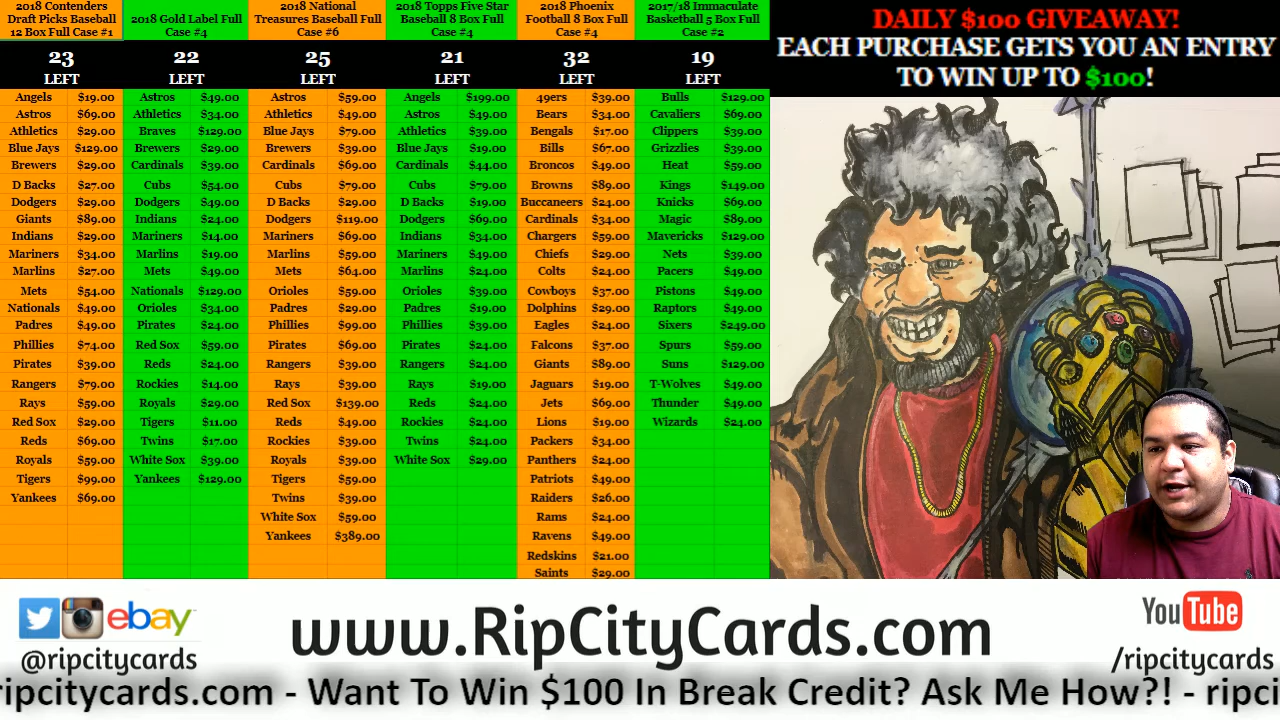 2018 Contenders
Draft Picks Baseball
12 Box Full Case #1
23
LEFT
Angels $19.00
Astros $69.00
Athletics $29.00
Blue Jays $129.00
Brewers $29.00
D Backs $27.00
Dodgers $29.00
Giants $89.00
Indians $29.00
Mariners $34.00
Marlins $27.00
Mets $54.00
Nationals $49.00
Padres $49.00
Phillies $74.00
Pirates $39.00
Rangers $79.00
Rays $59.00
Red Sox $29.00
Reds $69.00
Royals $59.00
Tigers $99.00
Yankees $69.00
2018 Gold Label Full
Case #4
22
LEFT
Astros $49.00
Athletics $34.00
Braves $129.00
Brewers $29.00
Cardinals $39.00
Cubs $54.00
Dodgers $49.00
Indians $24.00
Mariners $14.00
Marlins $19.00
Mets $49.00
Nationals $129.00
Orioles $34.00
Pirates $24.00
Red Sox $59.00
Reds $24.00
Rockies $14.00
Royals $29.00
Tigers $11.00
Twins $17.00
White Sox $39.00
Yankees $129.00
2018 National
Treasures Baseball Full
Case #6
25
LEFT
Astros $59.00
Athletics $49.00
Blue Jays $79.00
Brewers $39.00
Cardinals $69.00
Cubs $79.00
D Backs $29.00
Dodgers $119.00
Mariners $69.00
Marlins $59.00
Mets $64.00
Orioles $59.00
Padres $29.00
Phillies $99.00
Pirates $69.00
Rangers $39.00
Rays $39.00
Red Sox $139.00
Reds $49.00
Rockies $39.00
Royals $39.00
Tigers $59.00
Twins $39.00
White Sox $59.00
Yankees $389.00
2018 Topps Five Star
Baseball 8 Box Full
Case #4
21
LEFT
Angels $199.00
Astros $49.00
Athletics $39.00
Blue Jays $19.00
Cardinals $44.00
Cubs $79.00
D Backs $19.00
Dodgers $69.00
Indians $34.00
Mariners $49.00
Marlins $24.00
Orioles $39.00
Padres $19.00
Phillies $39.00
Pirates $24.00
Rangers $24.00
Rays $19.00
Reds $24.00
Rockies $24.00
Twins $24.00
White Sox $29.00
2018 Phoenix
Football 8 Box Full
Case #4
32
LEFT
49ers $39.00
Bears $34.00
Bengals $17.00
Bills $67.00
Broncos $49.00
Browns $89.00
Buccaneers $24.00
Cardinals $34.00
Chargers $59.00
Chiefs $29.00
Colts $24.00
Cowboys $37.00
Dolphins $29.00
Eagles $24.00
Falcons $37.00
Giants $89.00
Jaguars $19.00
Jets $69.00
Lions $19.00
Packers $34.00
Panthers $24.00
Patriots $49.00
Raiders $26.00
Rams $24.00
Ravens $49.00
Redskins $21.00
Saints $29.00
2017/18 Immaculate
Basketball 5 Box Full
Case #2
19
LEFT
Bulls $129.00
Cavaliers $69.00
Clippers $39.00
Grizzlies $39.00
Heat $59.00
Kings $149.00
Knicks $69.00
Magic $89.00
Mavericks $129.00
Nets $39.00
Pacers $49.00
Pistons $49.00
Raptors $49.00
Sixers $249.00
Spurs $59.00
Suns $129.00
T-Wolves $49.00
Thunder $49.00
Wizards $24.00
DAILY $100 GIVEAWAY!
EACH PURCHASE GETS YOU AN ENTRY
TO WIN UP TO $100!
ebay
@ripcitycards
www.RipCityCards.com
YouTube
/ripcitycards
ripcitycards.com - Want To Win $100 In Break Credit? Ask Me How?! - ripci